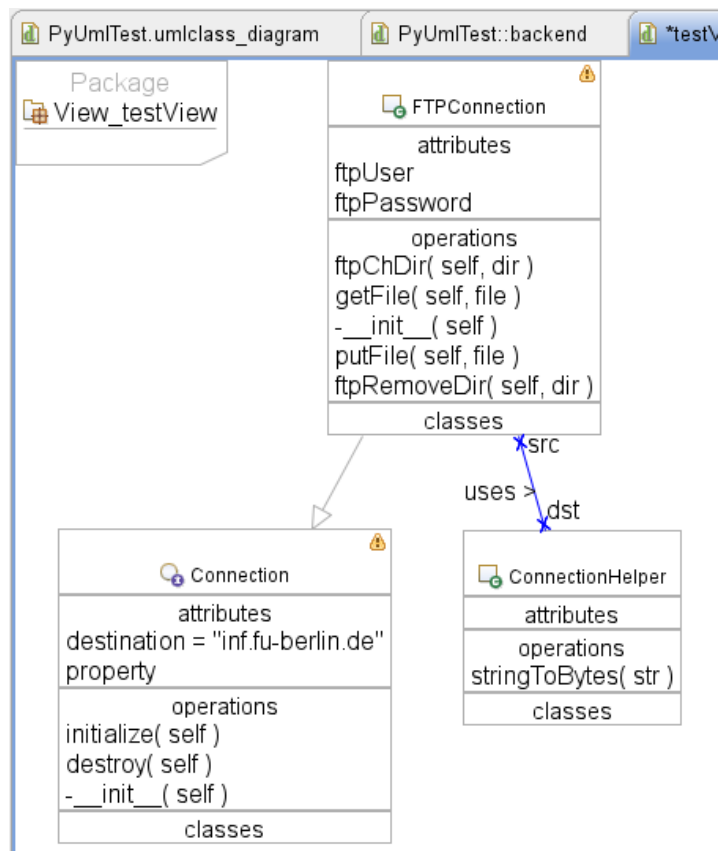 PyUmlTest.umlclass_diagram
PyUmlTest::backend
*testV
Package
View_testView
FTPConnection
attributes
ftpUser
ftpPassword
operations
ftpChDir( self, dir )
getFile( self, file )
-__init__( self )
putFile( self, file )
ftpRemoveDir( self, dir )
classes
src
uses >
dst
Connection
attributes
destination = "inf.fu-berlin.de"
property
operations
initialize( self )
destroy( self )
-__init__( self )
classes
ConnectionHelper
attributes
operations
stringToBytes( str )
classes